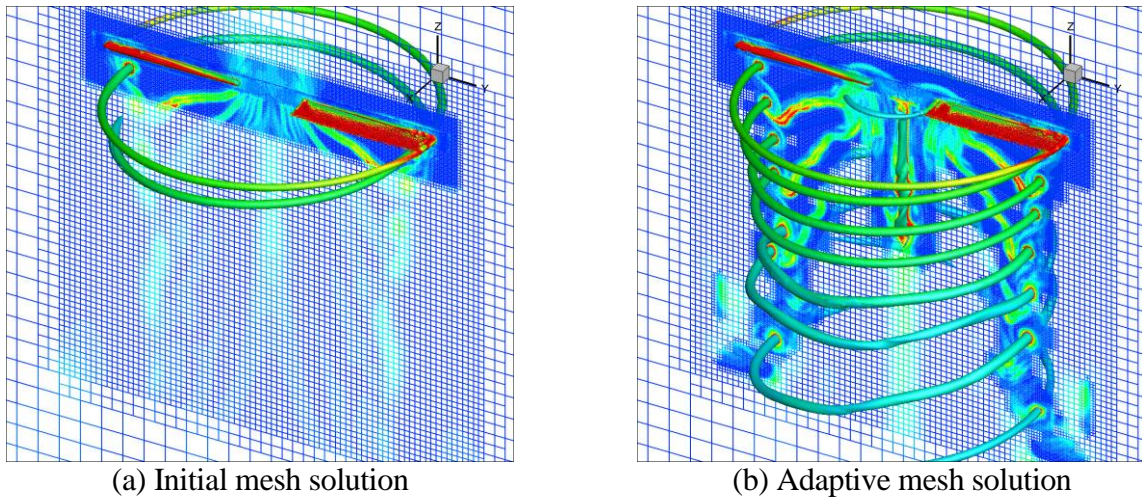 Z
Y
X
Z
Y
X
(a) Initial mesh solution
(b) Adaptive mesh solution